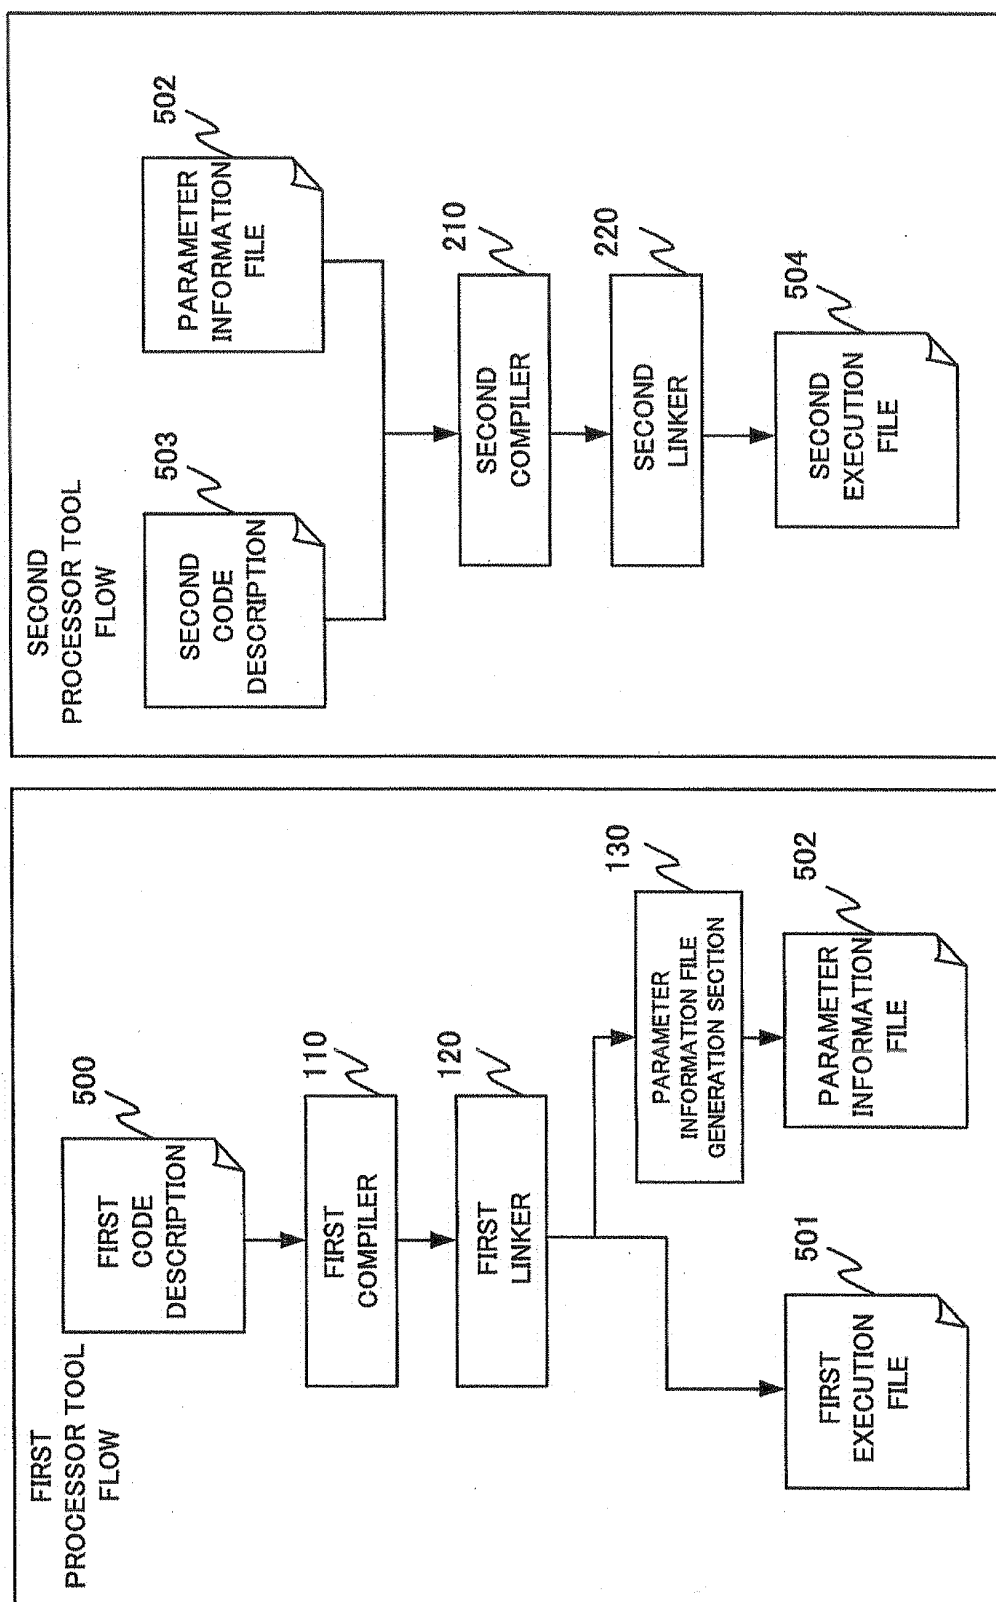 FIRST
PROCESSOR TOOL
FLOW
500
FIRST
CODE
DESCRIPTION
110
FIRST
COMPILER
120
FIRST
LINKER
130
PARAMETER
INFORMATION FILE
GENERATION SECTION
501
FIRST
EXECUTION
FILE
502
PARAMETER
INFORMATION
FILE
SECOND
PROCESSOR TOOL
FLOW
503
SECOND
CODE
DESCRIPTION
502
PARAMETER
INFORMATION
FILE
210
SECOND
COMPILER
220
SECOND
LINKER
504
SECOND
EXECUTION
FILE